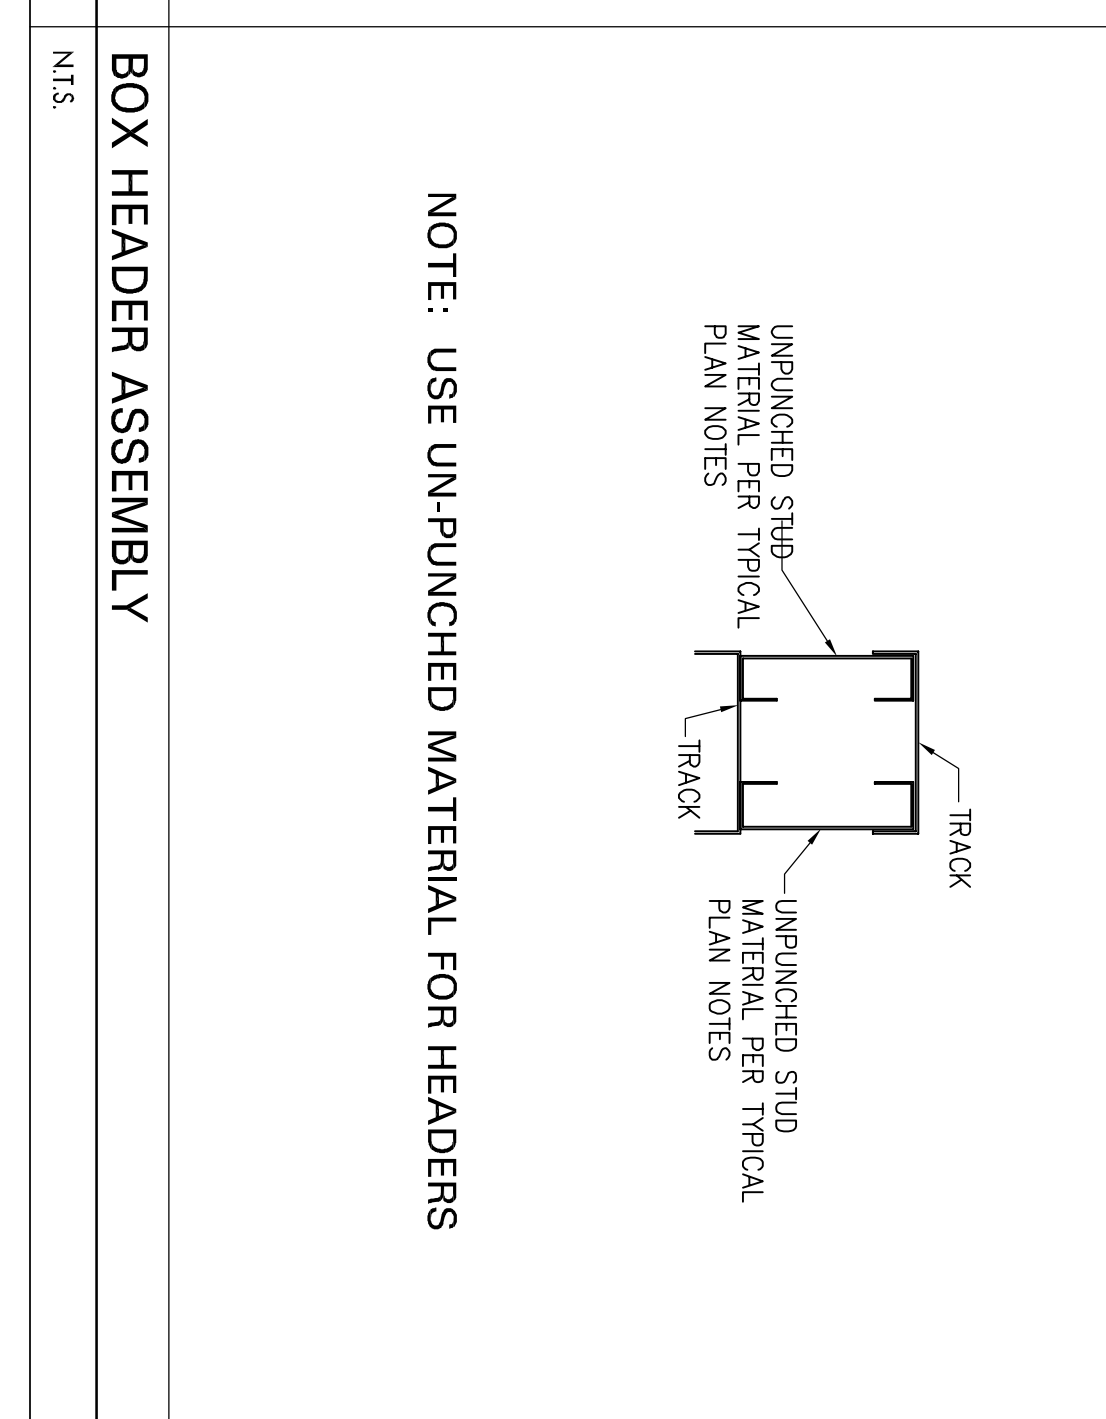 TRACK
UNPUNCHED STUD
MATERIAL PER TYPICAL
PLAN NOTES
UNPUNCHED STUD
MATERIAL PER TYPICAL
PLAN NOTES
TRACK
NOTE: USE UN-PUNCHED MATERIAL FOR HEADERS
BOX HEADER ASSEMBLY
N.T.S.